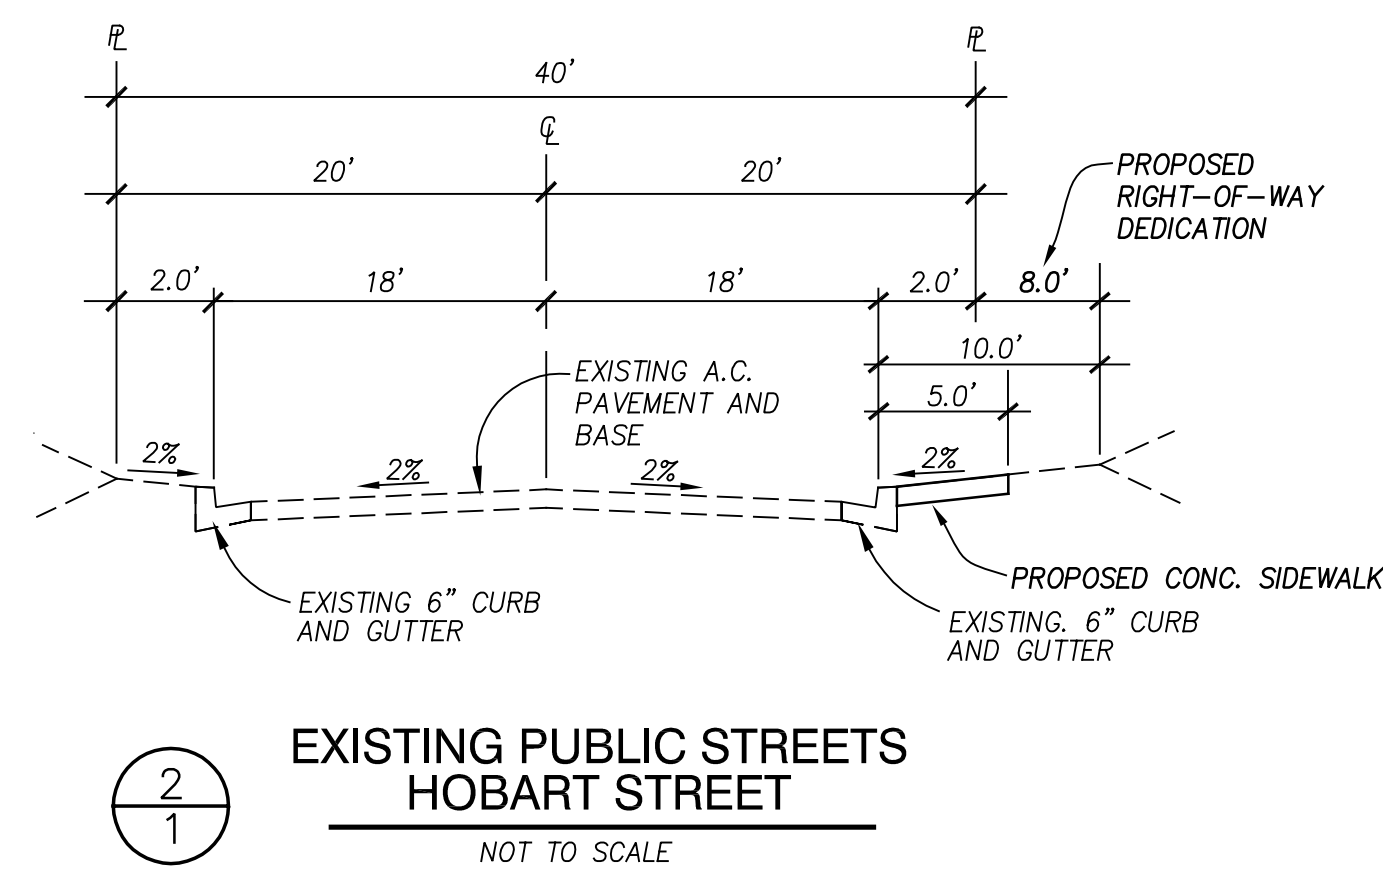 PL
PL
40'
CL
20'
20'
PROPOSED
RIGHT-OF-WAY
DEDICATION
2.0'
18'
18'
2.0'
8.0'
10.0'
5.0'
EXISTING A.C.
PAVEMENT AND
BASE
2%
2%
2%
2%
PROPOSED CONC. SIDEWALK
EXISTING 6" CURB
AND GUTTER
EXISTING. 6" CURB
AND GUTTER
EXISTING PUBLIC STREETS
HOBART STREET
2
1
NOT TO SCALE